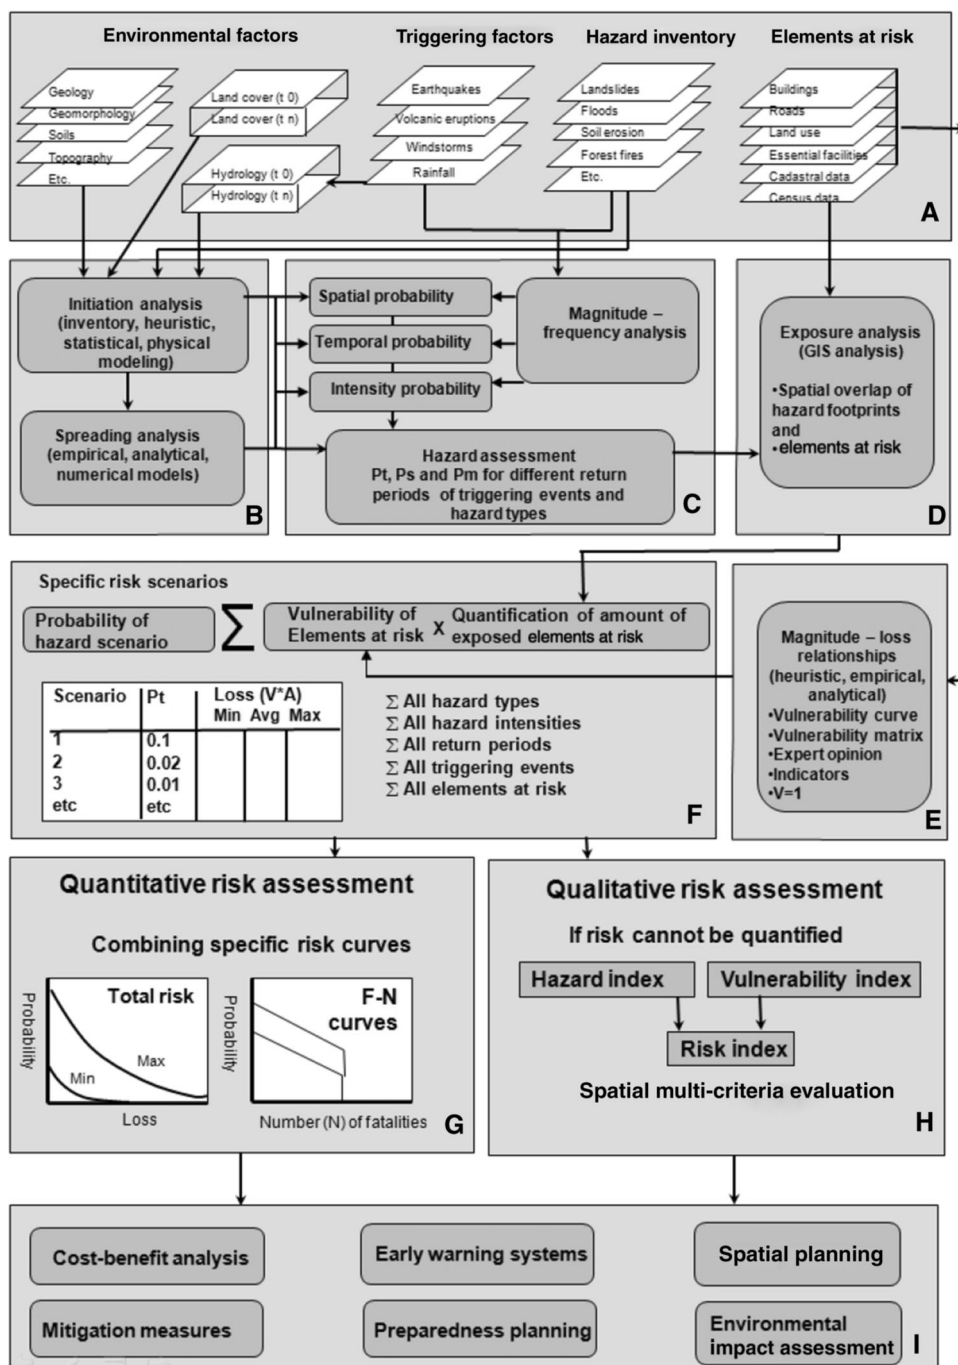 Environmental factors
Triggering factors
Hazard inventory
Elements at risk
Geology
Geomorphology
Soils
Topography
Etc.
Land cover (t 0)
Land cover (t n)
Hydrology (t 0)
Hydrology (t n)
Earthquakes
Volcanic eruptions
Windstorms
Rainfall
Landslides
Floods
Soil erosion
Forest fires
Etc.
Buildings
Roads
Land use
Essential facilities
Cadastral data
Census data
A
Initiation analysis
(inventory, heuristic,
statistical, physical
modeling)
Spreading analysis
(empirical, analytical,
numerical models)
B
Spatial probability
Temporal probability
Intensity probability
Magnitude –
frequency analysis
Hazard assessment
Pt, Ps and Pm for different return
periods of triggering events and
hazard types
C
Exposure analysis
(GIS analysis)
•Spatial overlap of
hazard footprints
and
•elements at risk
D
Specific risk scenarios
Probability of
hazard scenario
Σ
Vulnerability of
Elements at risk
X
Quantification of amount of
exposed elements at risk
Scenario Pt Loss (V*A)
Min Avg Max
1 0.1
2 0.02
3 0.01
etc etc
Σ All hazard types
Σ All hazard intensities
Σ All return periods
Σ All triggering events
Σ All elements at risk
F
Magnitude – loss
relationships
(heuristic, empirical,
analytical)
•Vulnerability curve
•Vulnerability matrix
•Expert opinion
•Indicators
•V=1
E
Quantitative risk assessment
Combining specific risk curves
Probability
Total risk
Max
Min
Loss
Probability
F-N
curves
Number (N) of fatalities
G
Qualitative risk assessment
If risk cannot be quantified
Hazard index
Vulnerability index
Risk index
Spatial multi-criteria evaluation
H
Cost-benefit analysis
Early warning systems
Spatial planning
Mitigation measures
Preparedness planning
Environmental
impact assessment
I